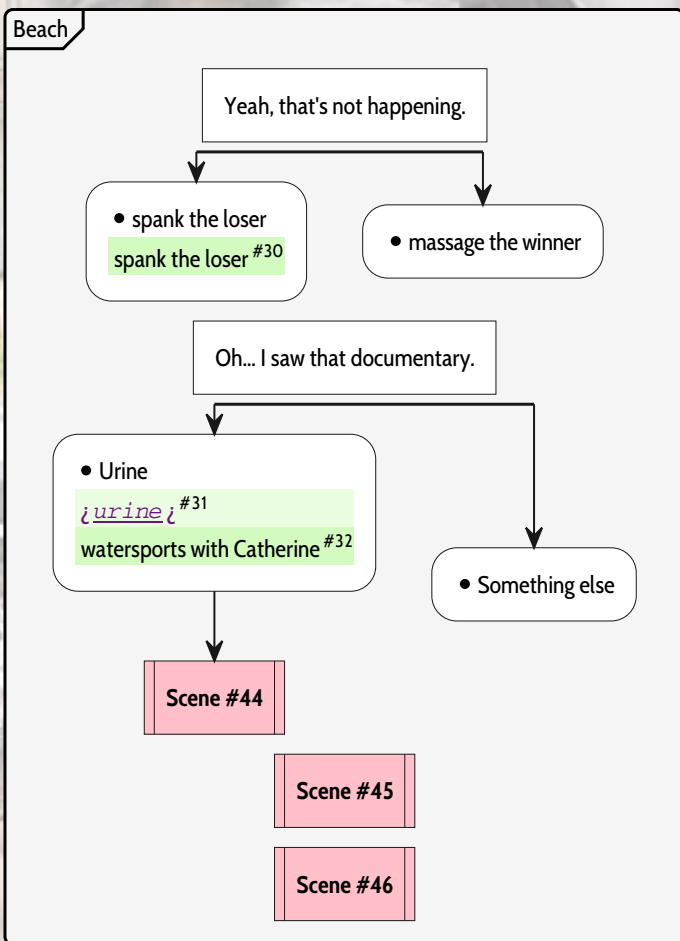 Beach
Yeah, that's not happening.
• spank the loser
spank the loser #30
• massage the winner
Oh... I saw that documentary.
• Urine
¿urine¿ #31
watersports with Catherine #32
• Something else
Scene #44
Scene #45
Scene #46